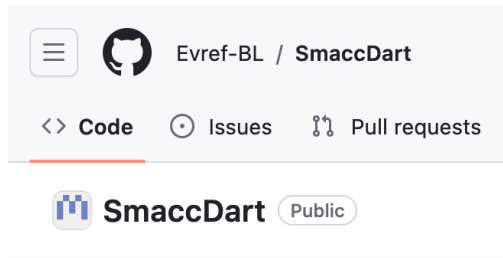 Evref-BL / SmaccDart
Code Issues Pull requests
SmaccDart Public